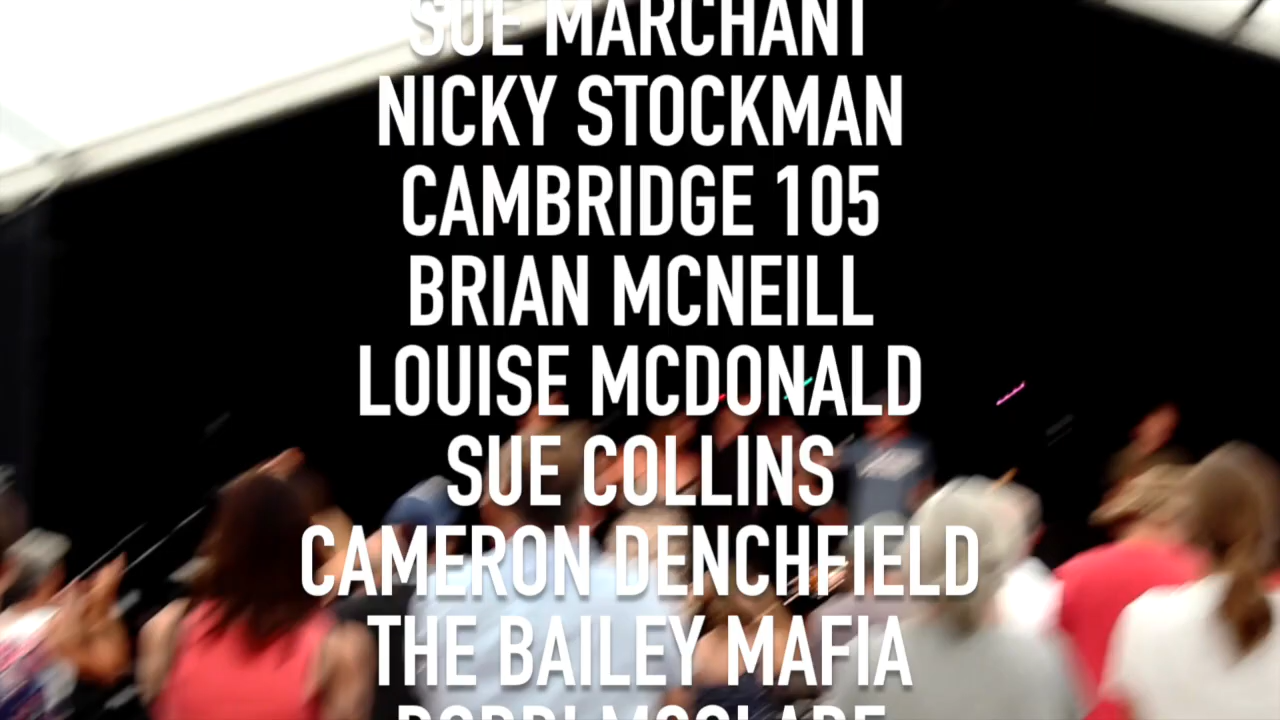 SUE MARCHANT
NICKY STOCKMAN
CAMBRIDGE 105
BRIAN MCNEILL
LOUISE MCDONALD
SUE COLLINS
CAMERON DENCHFIELD
THE BAILEY MAFIA